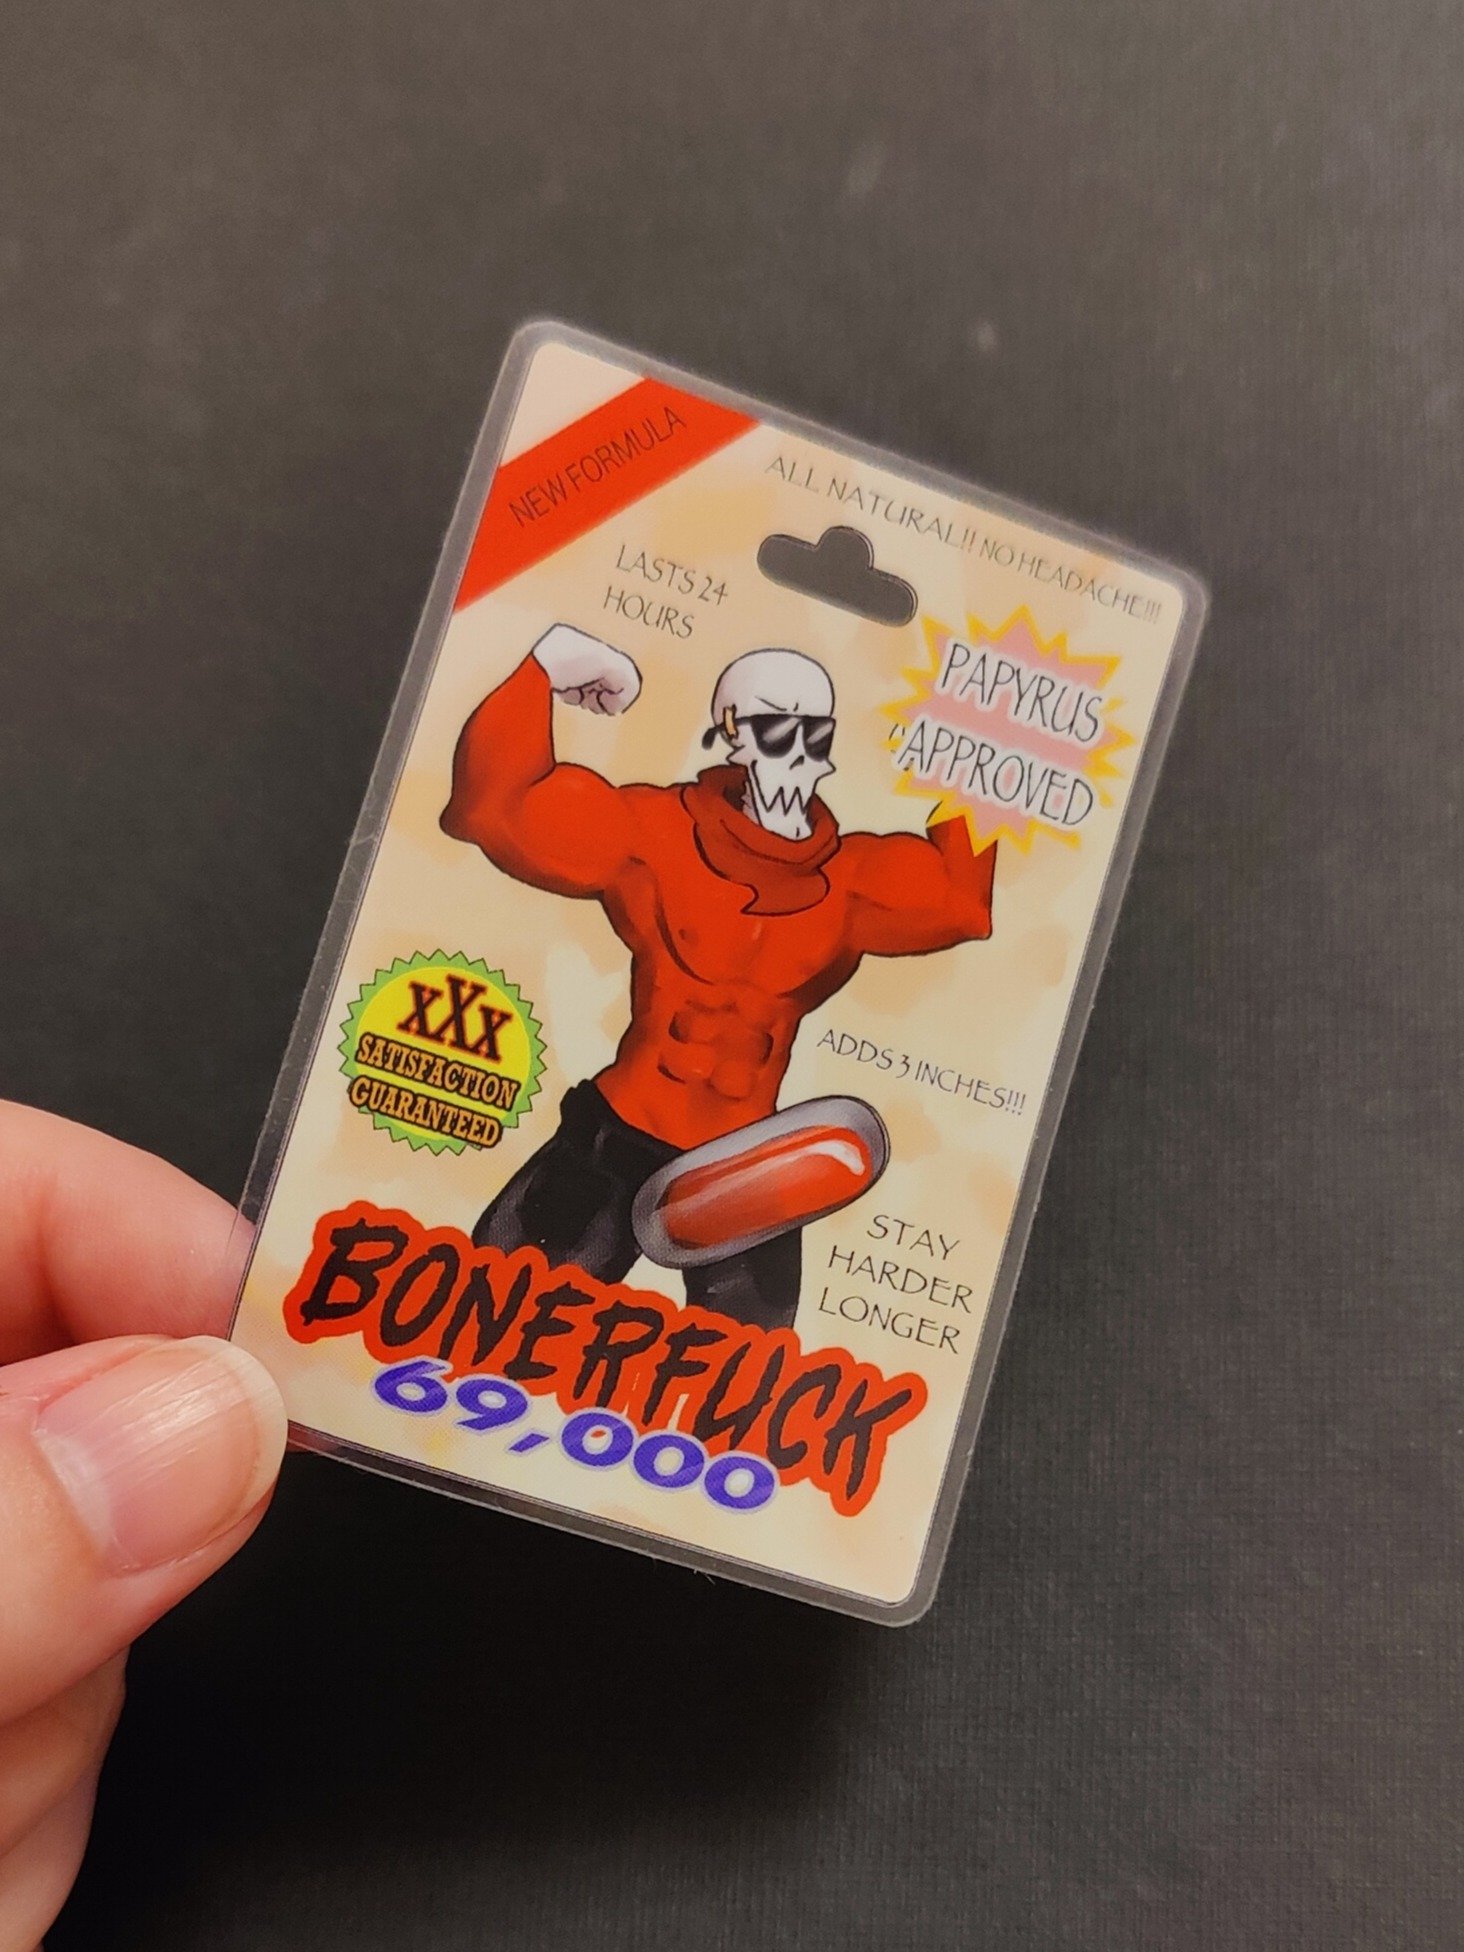 NEW FORMULA
ALL NATURAL!! NO HEADACHE!!!
LASTS 24
HOURS
PAPYRUS
"APPROVED
XXX
SATISFACTION
GUARANTEED
ADDS 3 INCHES!!!
STAY
HARDER
LONGER
BONERFUCK
69,000